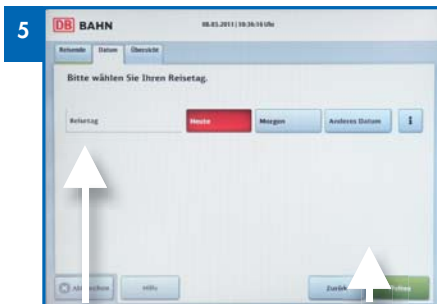 5
DB BAHN
08.03.2011 | 10:36:16 Uhr
Reisende Datum Übersicht
Bitte wählen Sie Ihren Reisetag.
Reisetag Heute Morgen Anderes Datum i
Hilfe Zurück